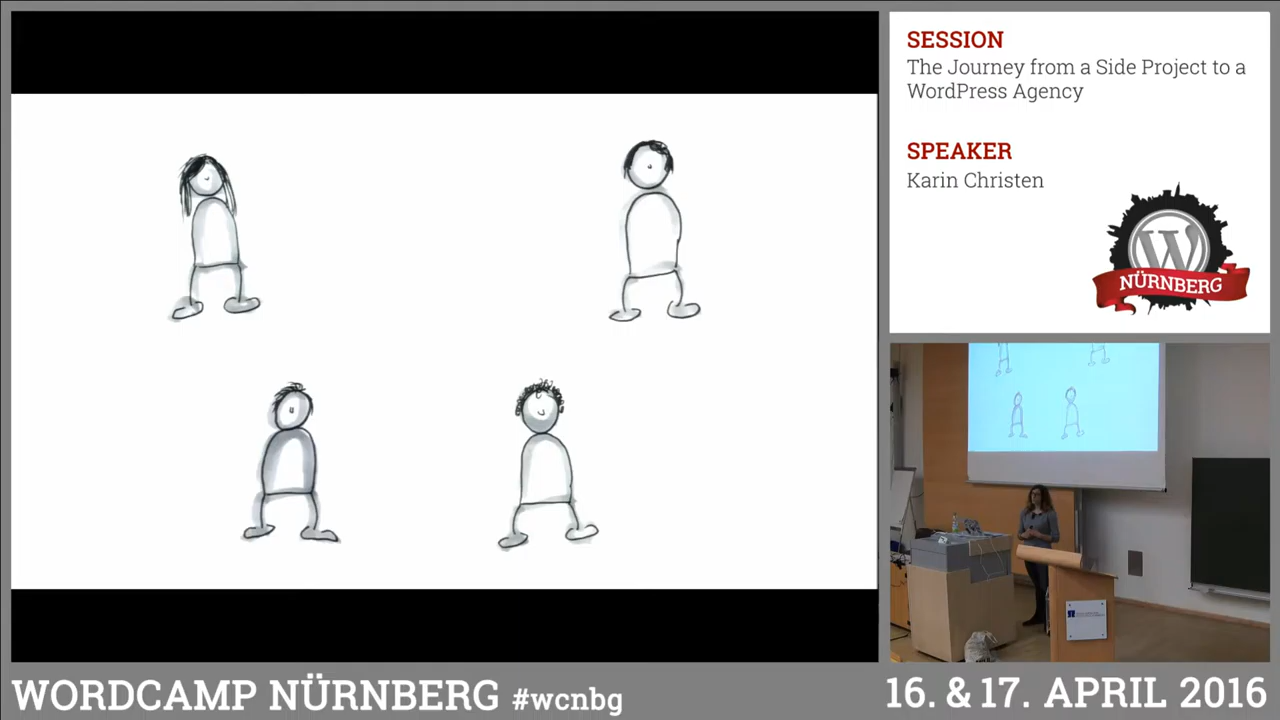 SESSION
The Journey from a Side Project to a
WordPress Agency
SPEAKER
Karin Christen
W
NÜRNBERG
WORDCAMP NÜRNBERG #wcnbg
16. & 17. APRIL 2016